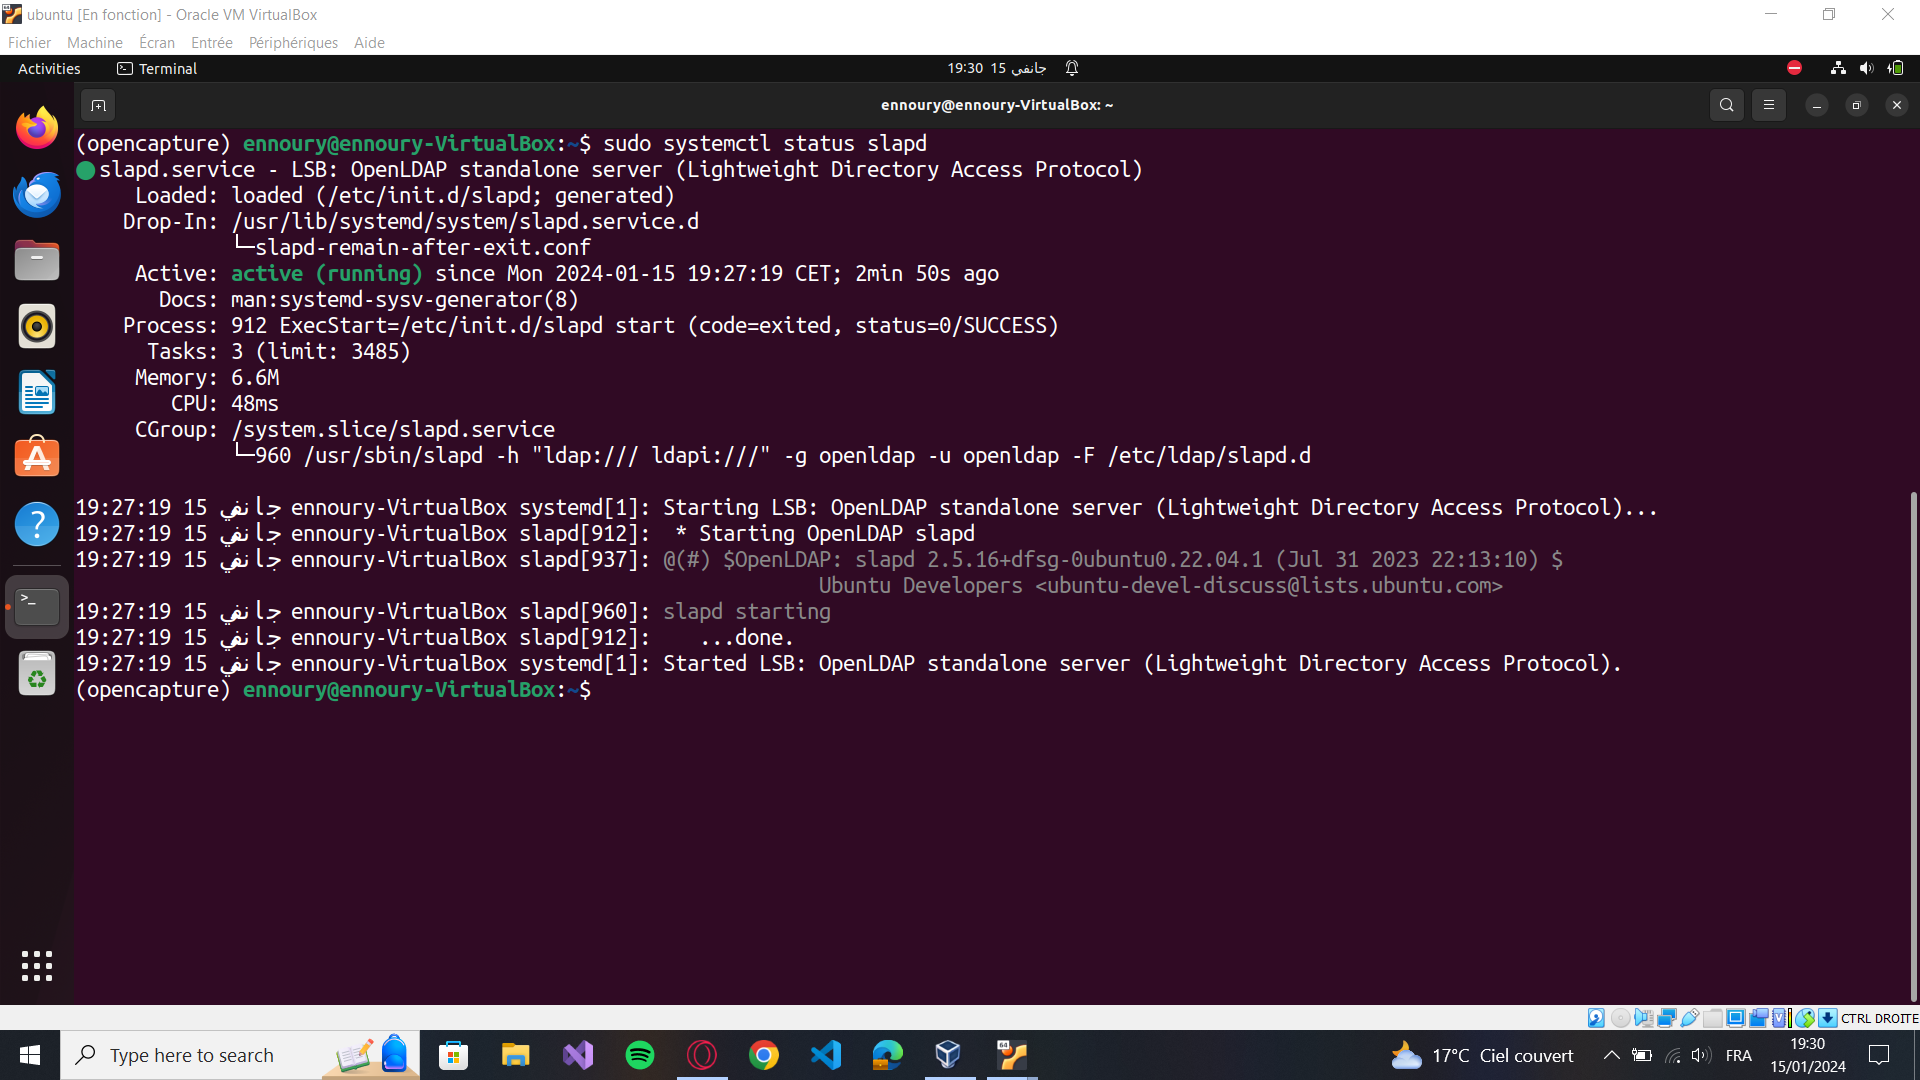 ubuntu [En fonction] - Oracle VM VirtualBox
Fichier Machine Écran Entrée Périphériques Aide
Activities Terminal 19:30 15 جانفي
ennoury@ennoury-VirtualBox: ~
(opencapture) ennoury@ennoury-VirtualBox:~$ sudo systemctl status slapd
slapd.service - LSB: OpenLDAP standalone server (Lightweight Directory Access Protocol)
Loaded: loaded (/etc/init.d/slapd; generated)
Drop-In: /usr/lib/systemd/system/slapd.service.d
└─slapd-remain-after-exit.conf
Active: active (running) since Mon 2024-01-15 19:27:19 CET; 2min 50s ago
Docs: man:systemd-sysv-generator(8)
Process: 912 ExecStart=/etc/init.d/slapd start (code=exited, status=0/SUCCESS)
Tasks: 3 (limit: 3485)
Memory: 6.6M
CPU: 48ms
CGroup: /system.slice/slapd.service
└─960 /usr/sbin/slapd -h "ldap:/// ldapi:///" -g openldap -u openldap -F /etc/ldap/slapd.d
19:27:19 15 جانفي ennoury-VirtualBox systemd[1]: Starting LSB: OpenLDAP standalone server (Lightweight Directory Access Protocol)...
19:27:19 15 جانفي ennoury-VirtualBox slapd[912]:  * Starting OpenLDAP slapd
19:27:19 15 جانفي ennoury-VirtualBox slapd[937]: @(#) $OpenLDAP: slapd 2.5.16+dfsg-0ubuntu0.22.04.1 (Jul 31 2023 22:13:10) $
Ubuntu Developers <ubuntu-devel-discuss@lists.ubuntu.com>
19:27:19 15 جانفي ennoury-VirtualBox slapd[960]: slapd starting
19:27:19 15 جانفي ennoury-VirtualBox slapd[912]:    ...done.
19:27:19 15 جانفي ennoury-VirtualBox systemd[1]: Started LSB: OpenLDAP standalone server (Lightweight Directory Access Protocol).
(opencapture) ennoury@ennoury-VirtualBox:~$
CTRL DROITE
Type here to search 17°C Ciel couvert FRA 19:30
15/01/2024